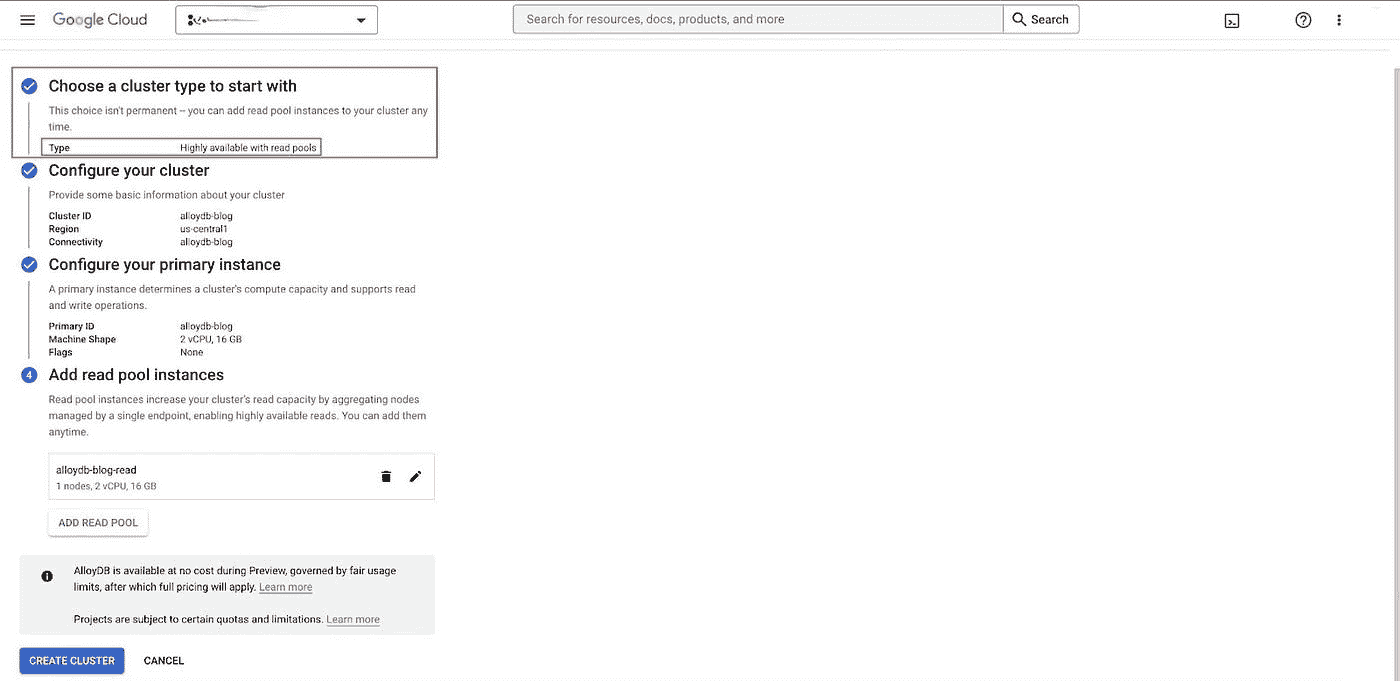 Google Cloud
Search for resources, docs, products, and more
Search
Choose a cluster type to start with
This choice isn't permanent – you can add read pool instances to your cluster any
time.
Type Highly available with read pools
Configure your cluster
Provide some basic information about your cluster
Cluster ID alloydb-blog
Region us-central1
Connectivity alloydb-blog
Configure your primary instance
A primary instance determines a cluster's compute capacity and supports read
and write operations.
Primary ID alloydb-blog
Machine Shape 2 vCPU, 16 GB
Flags None
4 Add read pool instances
Read pool instances increase your cluster's read capacity by aggregating nodes
managed by a single endpoint, enabling highly available reads. You can add them
anytime.
alloydb-blog-read
1 nodes, 2 vCPU, 16 GB
ADD READ POOL
AlloyDB is available at no cost during Preview, governed by fair usage
limits, after which full pricing will apply. Learn more
Projects are subject to certain quotas and limitations. Learn more
CREATE CLUSTER CANCEL